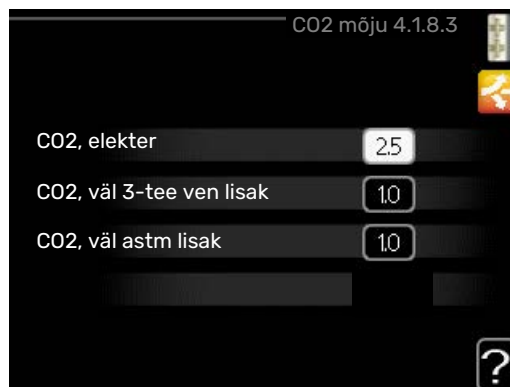 CO2 mõju 4.1.8.3
CO2, elekter 2.5
CO2, väl 3-tee ven lisak 1.0
CO2, väl astm lisak 1.0
?